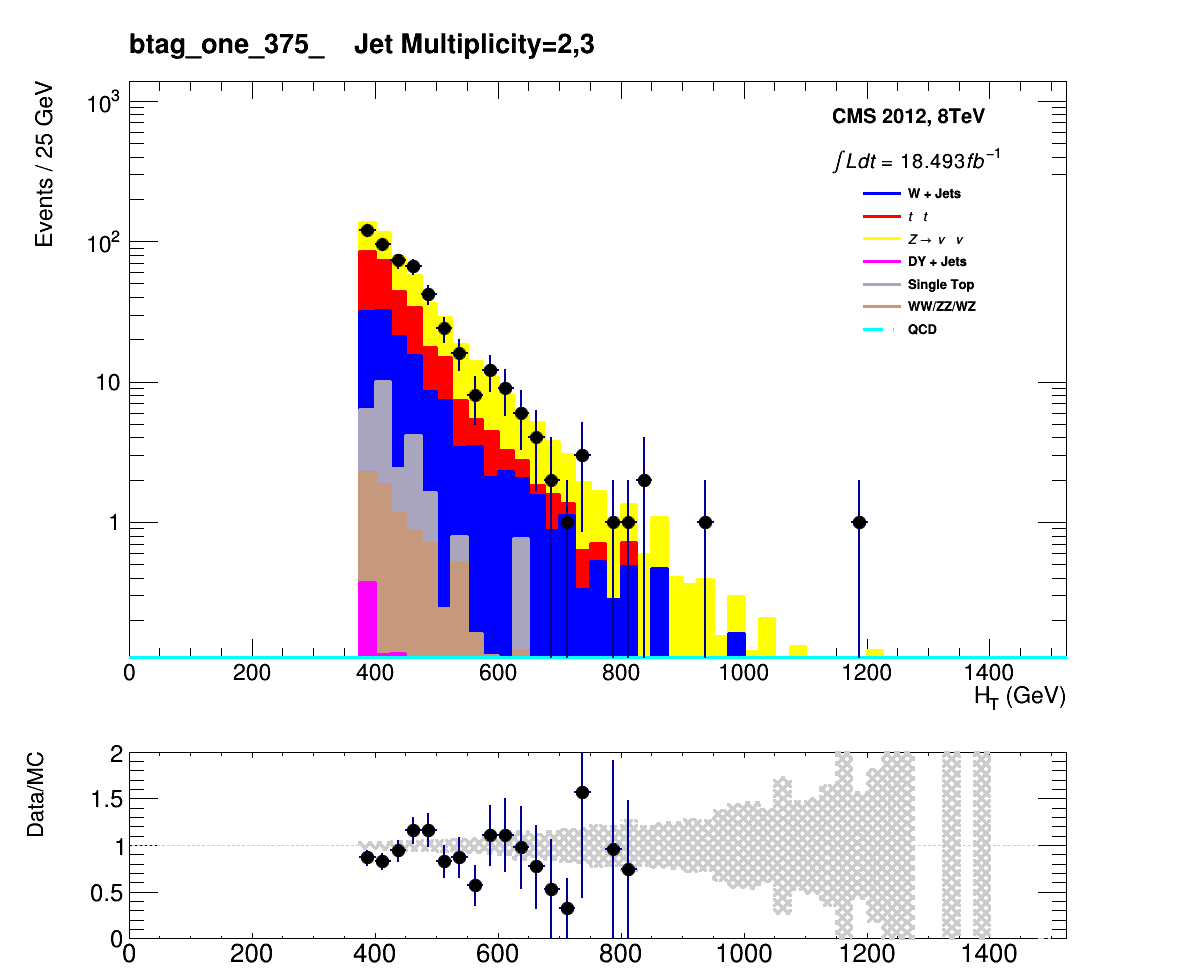 btag_one_375_ Jet Multiplicity=2,3
Events / 25 GeV
10³
10²
10
1
CMS 2012, 8TeV
∫Ldt = 18.493fb⁻¹
W + Jets
t t
Z→ ν ν
DY + Jets
Single Top
WW/ZZ/WZ
QCD
0 200 400 600 800 1000 1200 1400
H_T (GeV)
Data/MC
2
1.5
1
0.5
0
0 200 400 600 800 1000 1200 1400